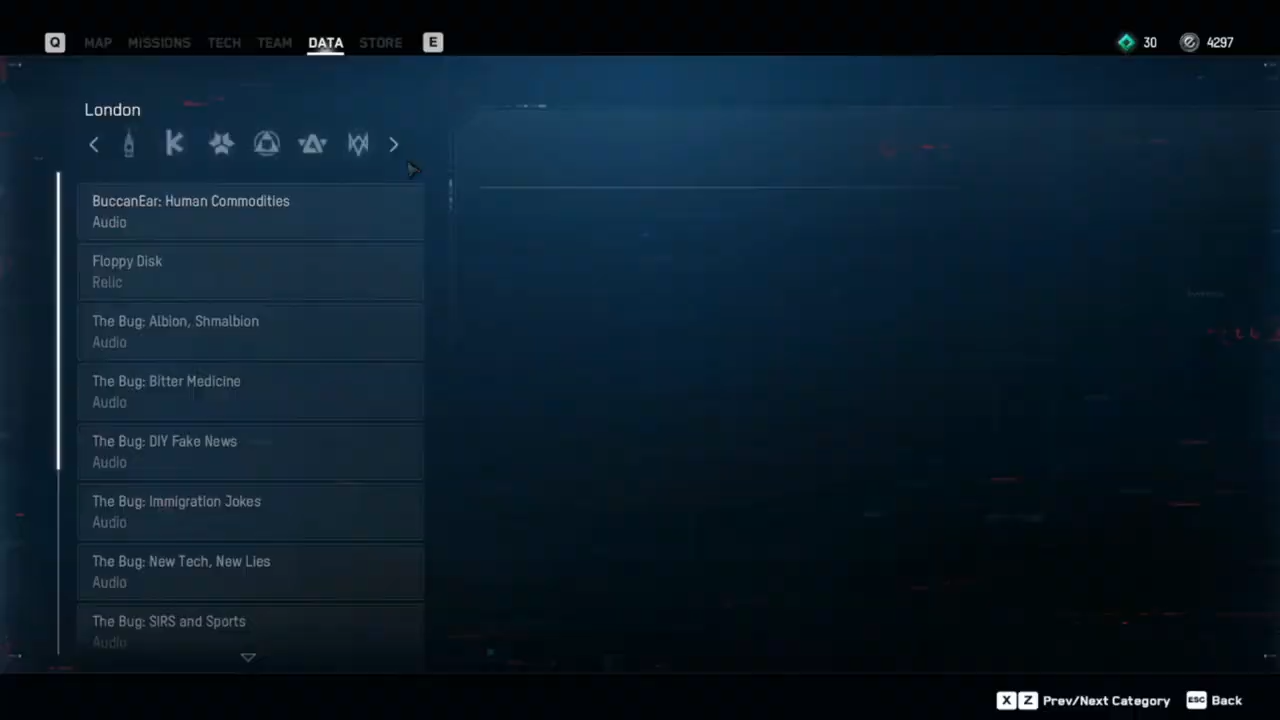 Q MAP MISSIONS TECH TEAM DATA STORE E 30 4297
London
BuccanEar: Human Commodities
Audio
Floppy Disk
Relic
The Bug: Albion, Shmalbion
Audio
The Bug: Bitter Medicine
Audio
The Bug: DIY Fake News
Audio
The Bug: Immigration Jokes
Audio
The Bug: New Tech, New Lies
Audio
The Bug: SIRS and Sports
Audio
X Z Prev/Next Category ESC Back